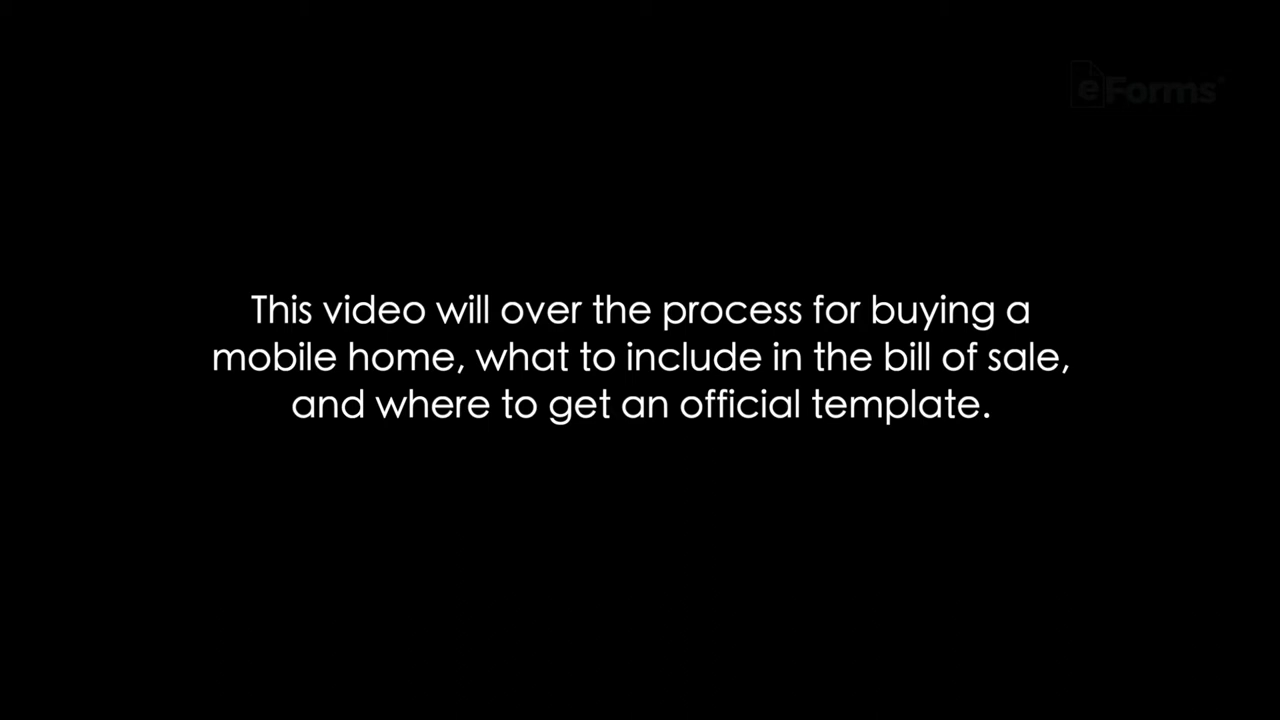 eForms®
This video will over the process for buying a
mobile home, what to include in the bill of sale,
and where to get an official template.